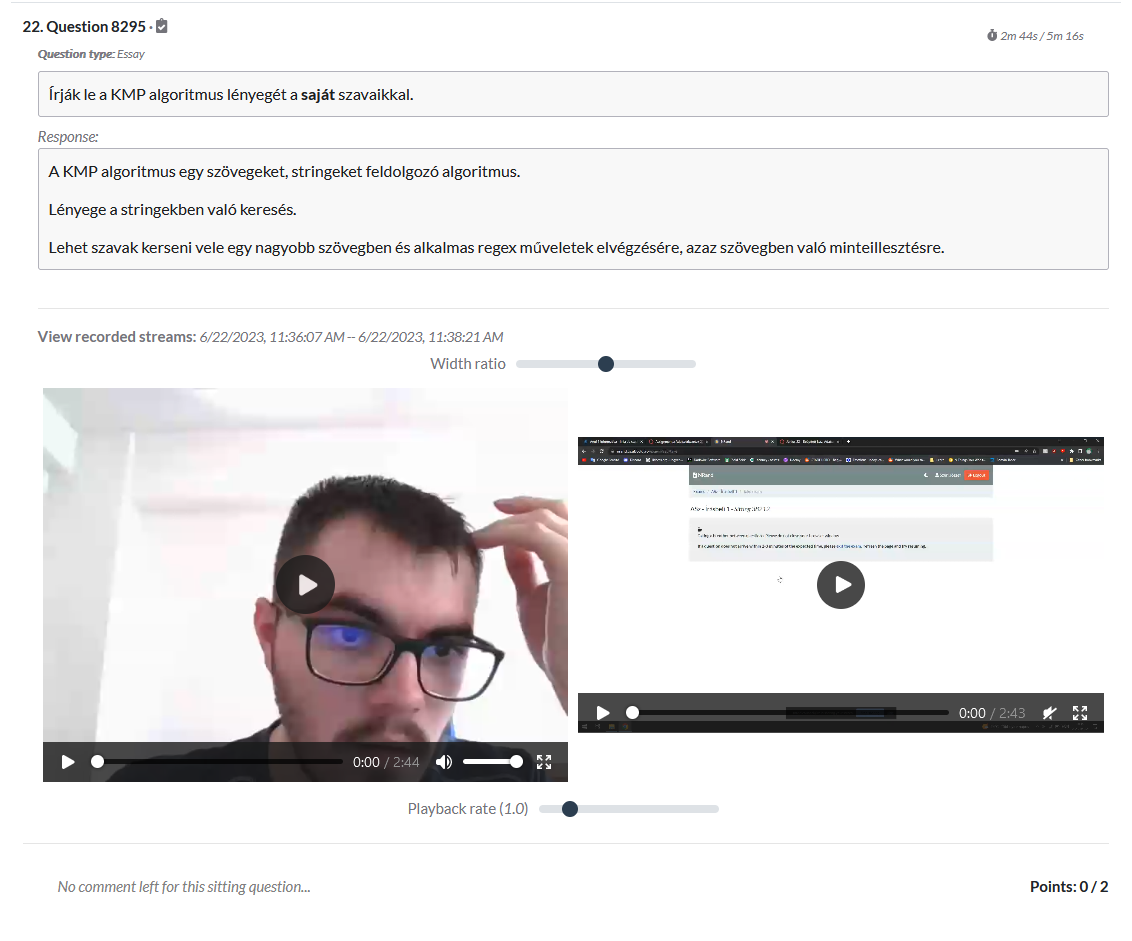 22. Question 8295 •
2m 44s / 5m 16s
Question type: Essay
Írják le a KMP algoritmus lényegét a saját szavaikkal.
Response:
A KMP algoritmus egy szövegeket, stringeket feldolgozó algoritmus.
Lényege a stringekben való keresés.
Lehet szavak kerseni vele egy nagyobb szövegben és alkalmas regex műveletek elvégzésére, azaz szövegben való minteillesztésre.
View recorded streams: 6/22/2023, 11:36:07 AM -- 6/22/2023, 11:38:21 AM
Width ratio
0:00 / 2:44
0:00 / 2:43
Playback rate (1.0)
No comment left for this sitting question...
Points: 0 / 2